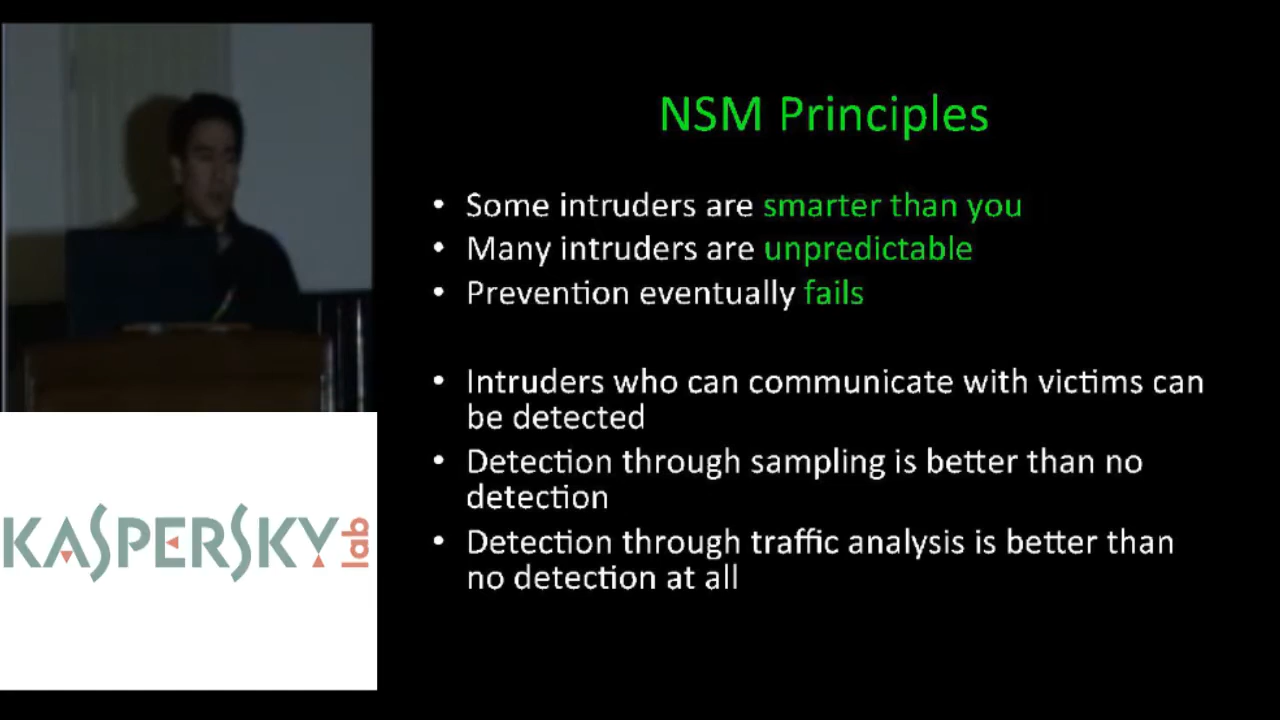 NSM Principles
• Some intruders are smarter than you
• Many intruders are unpredictable
• Prevention eventually fails
• Intruders who can communicate with victims can
be detected
• Detection through sampling is better than no
detection
• Detection through traffic analysis is better than
no detection at all
KASPERSKY lab